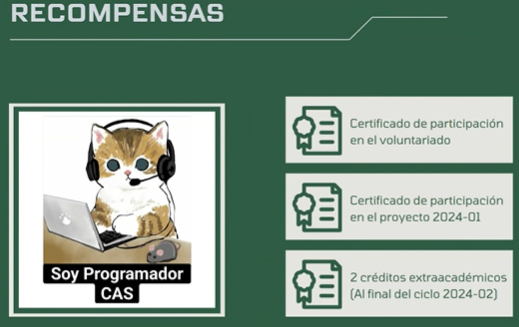 RECOMPENSAS
Soy Programador
CAS
Certificado de participación
en el voluntariado
Certificado de participación
en el proyecto 2024-01
2 créditos extraacadémicos
(Al final del ciclo 2024-02)